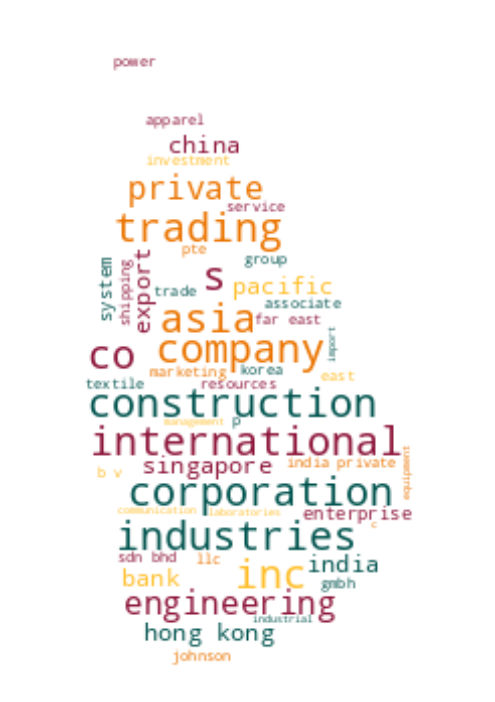 power
apparel
china
investment
private
service
trading
pte
group
system
shipping
export
s
trade
pacific
associate
asia
far east
co
company
import
marketing
korea
east
textile
resources
construction
management
p
international
singapore
india private
equipment
b v
corporation
communication
laboratories
enterprise
c
industries
sdn bhd
llc
india
bank
inc
gmbh
engineering
industrial
hong kong
johnson